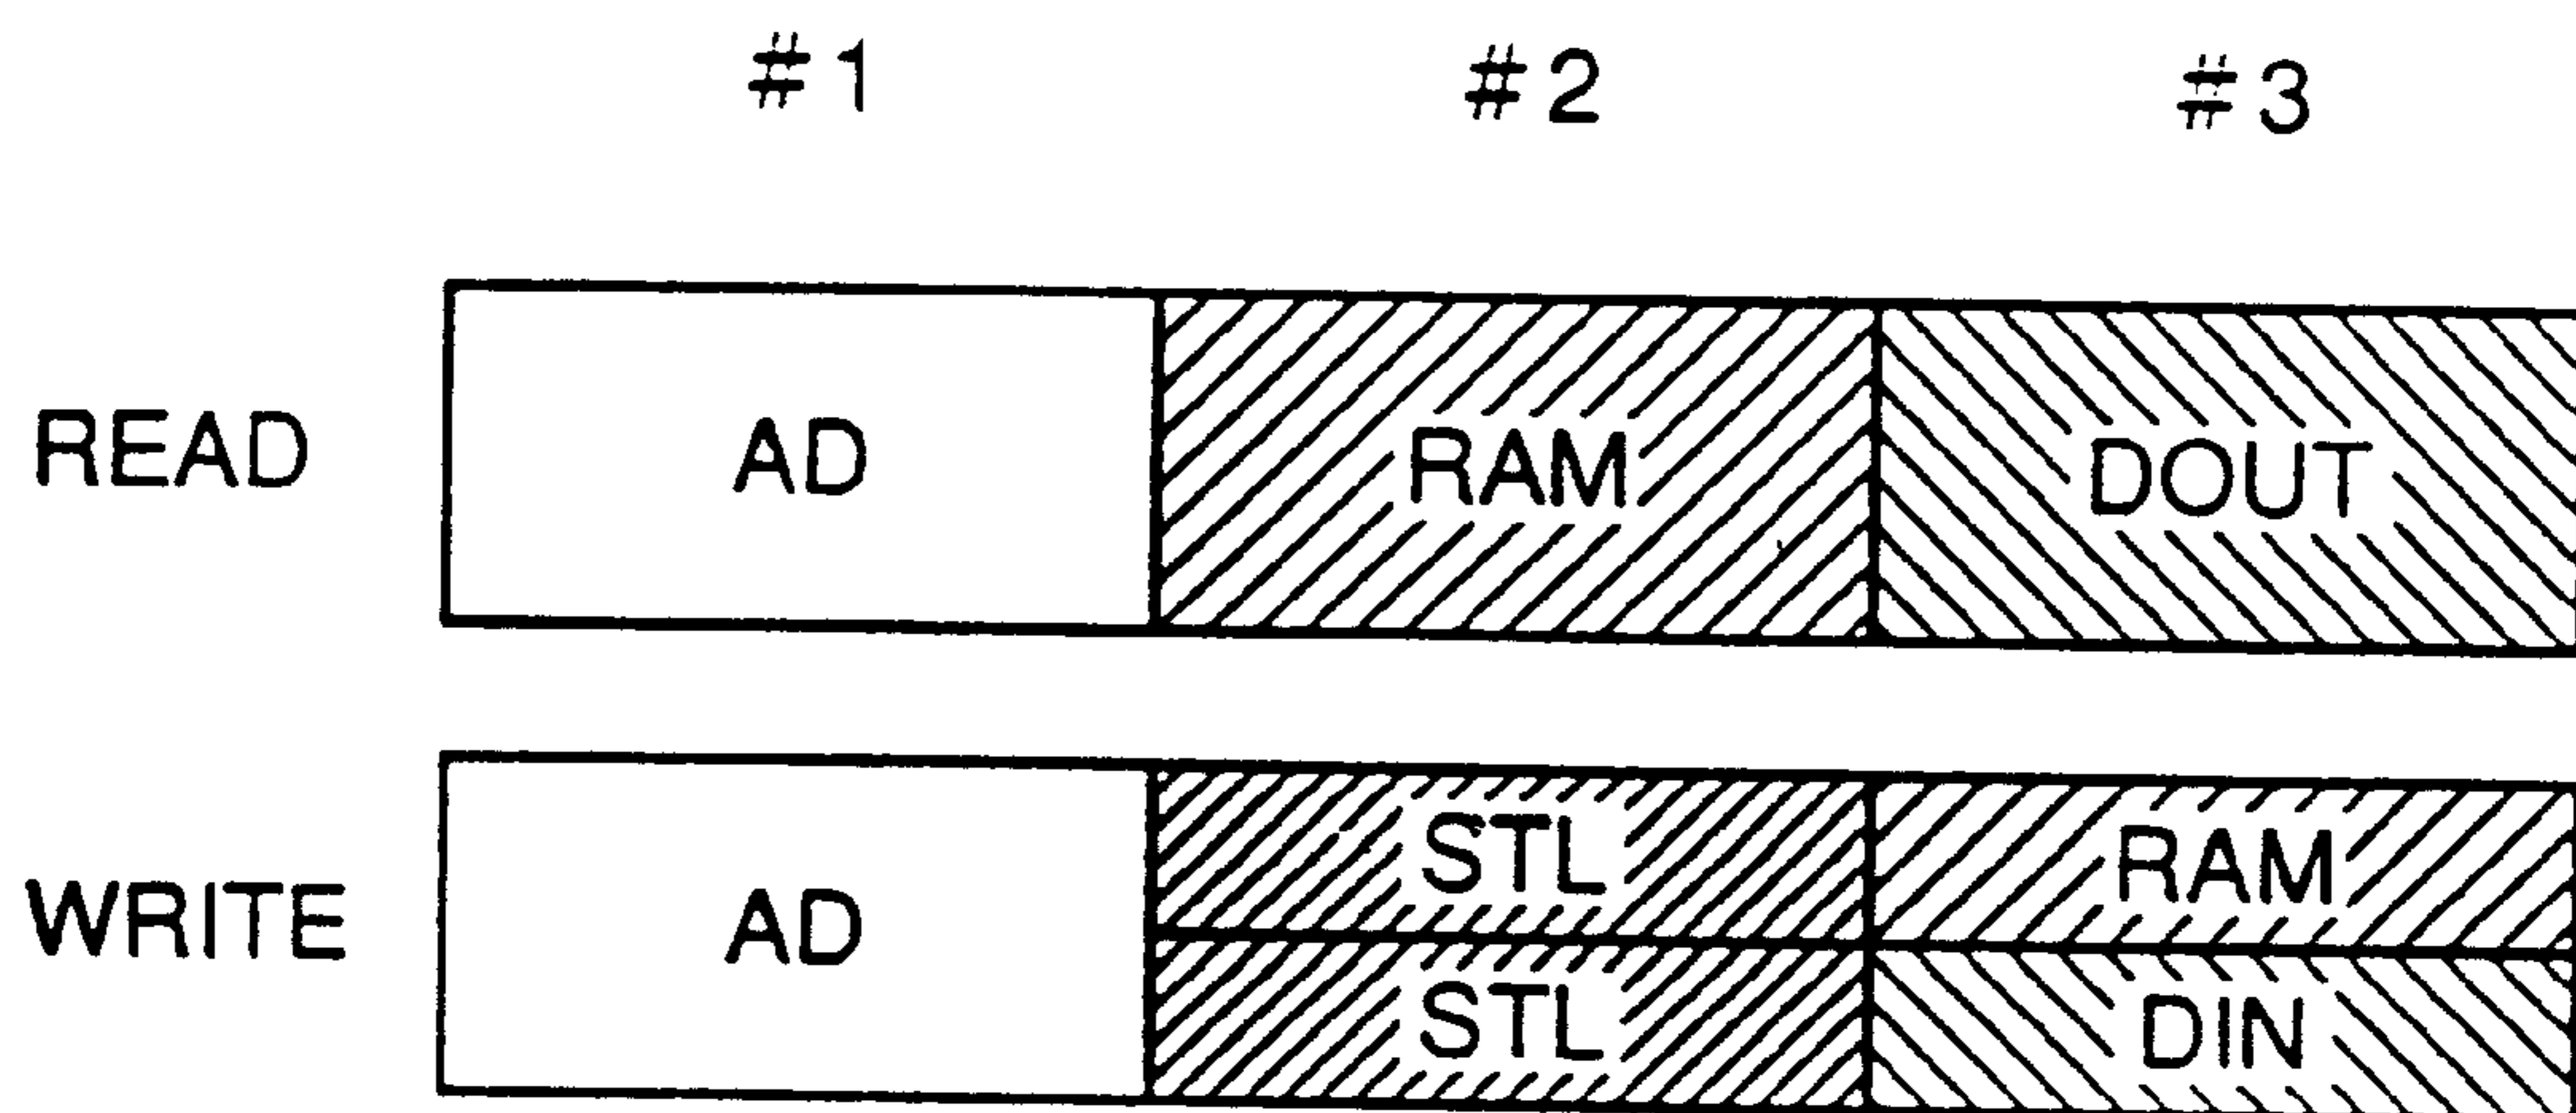 #1 #2 #3
READ AD RAM DOUT
STL RAM
WRITE AD
STL DIN